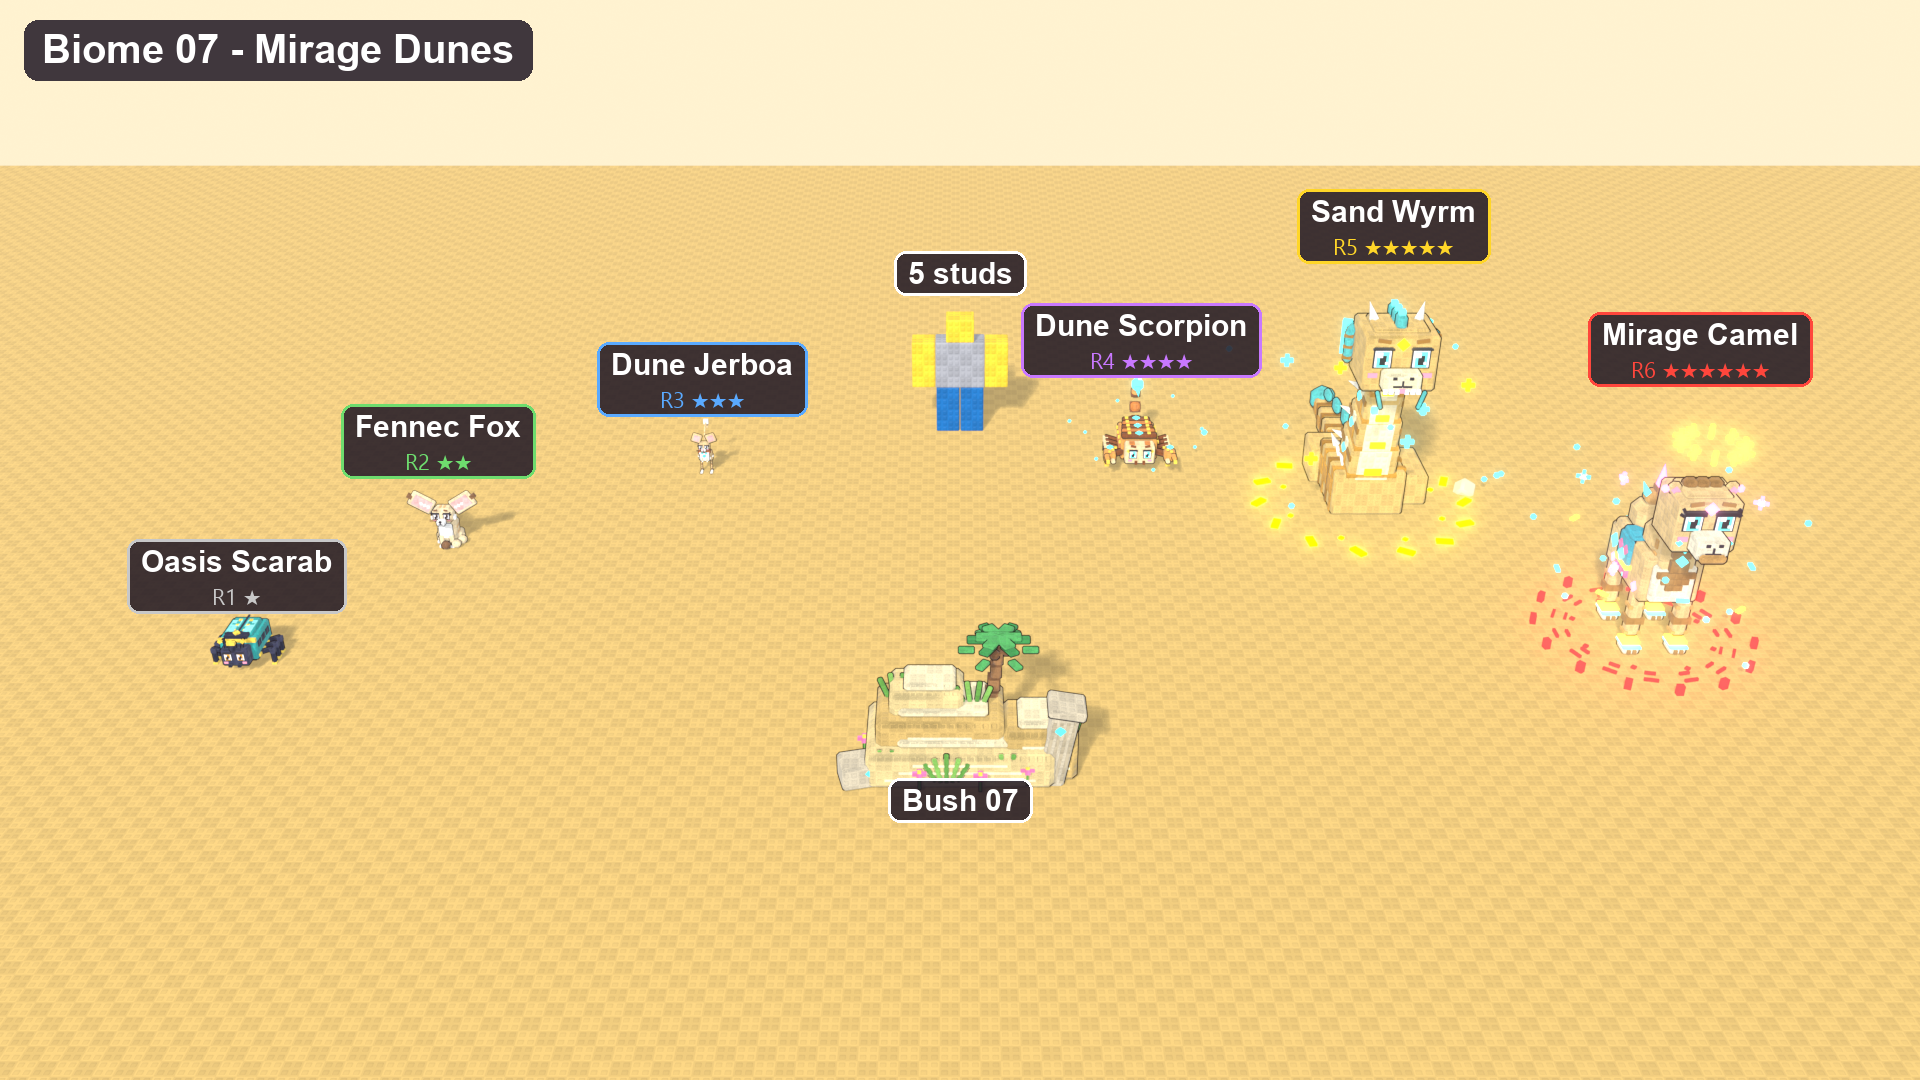 Biome 07 - Mirage Dunes
Sand Wyrm
R5 ★★★★★
5 studs
Dune Scorpion
R4 ★★★★
Mirage Camel
R6 ★★★★★★
Dune Jerboa
R3 ★★★
Fennec Fox
R2 ★★
Oasis Scarab
R1 ★
Bush 07